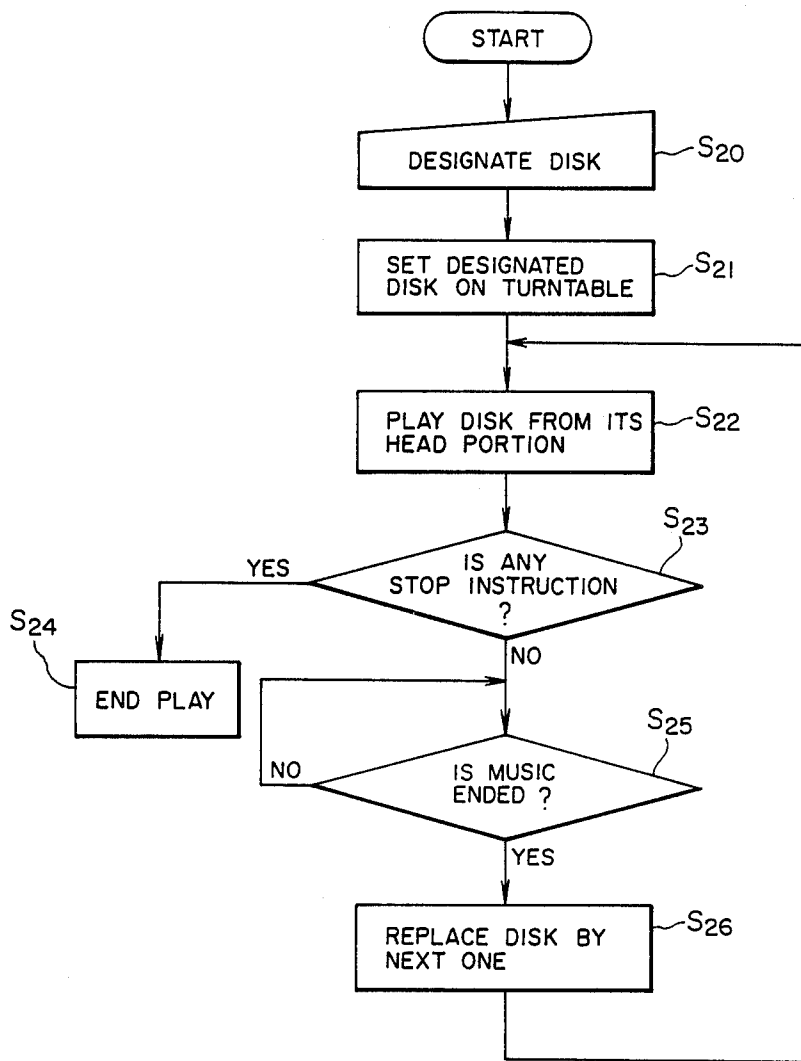 START
DESIGNATE DISK
S20
SET DESIGNATED
DISK ON TURNTABLE
S21
PLAY DISK FROM ITS
HEAD PORTION
S22
IS ANY
STOP INSTRUCTION
?
S23
YES
NO
S24
END PLAY
IS MUSIC
ENDED ?
S25
NO
YES
REPLACE DISK BY
NEXT ONE
S26